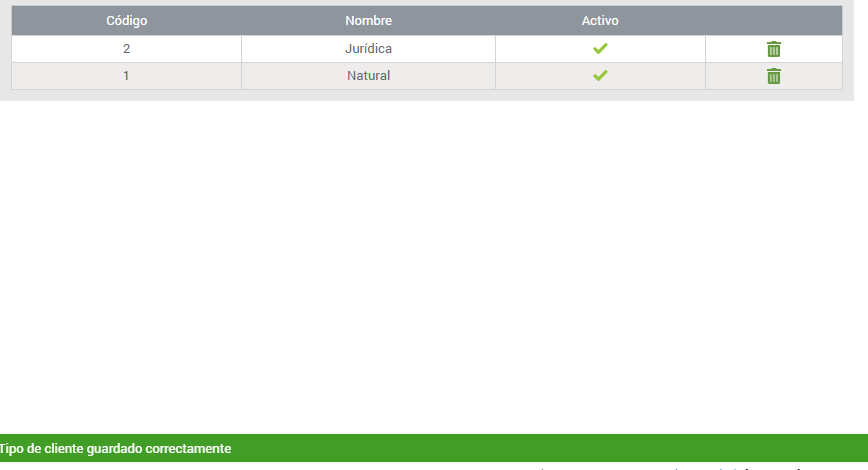 Código Nombre Activo
2 Jurídica
1 Natural
Tipo de cliente guardado correctamente